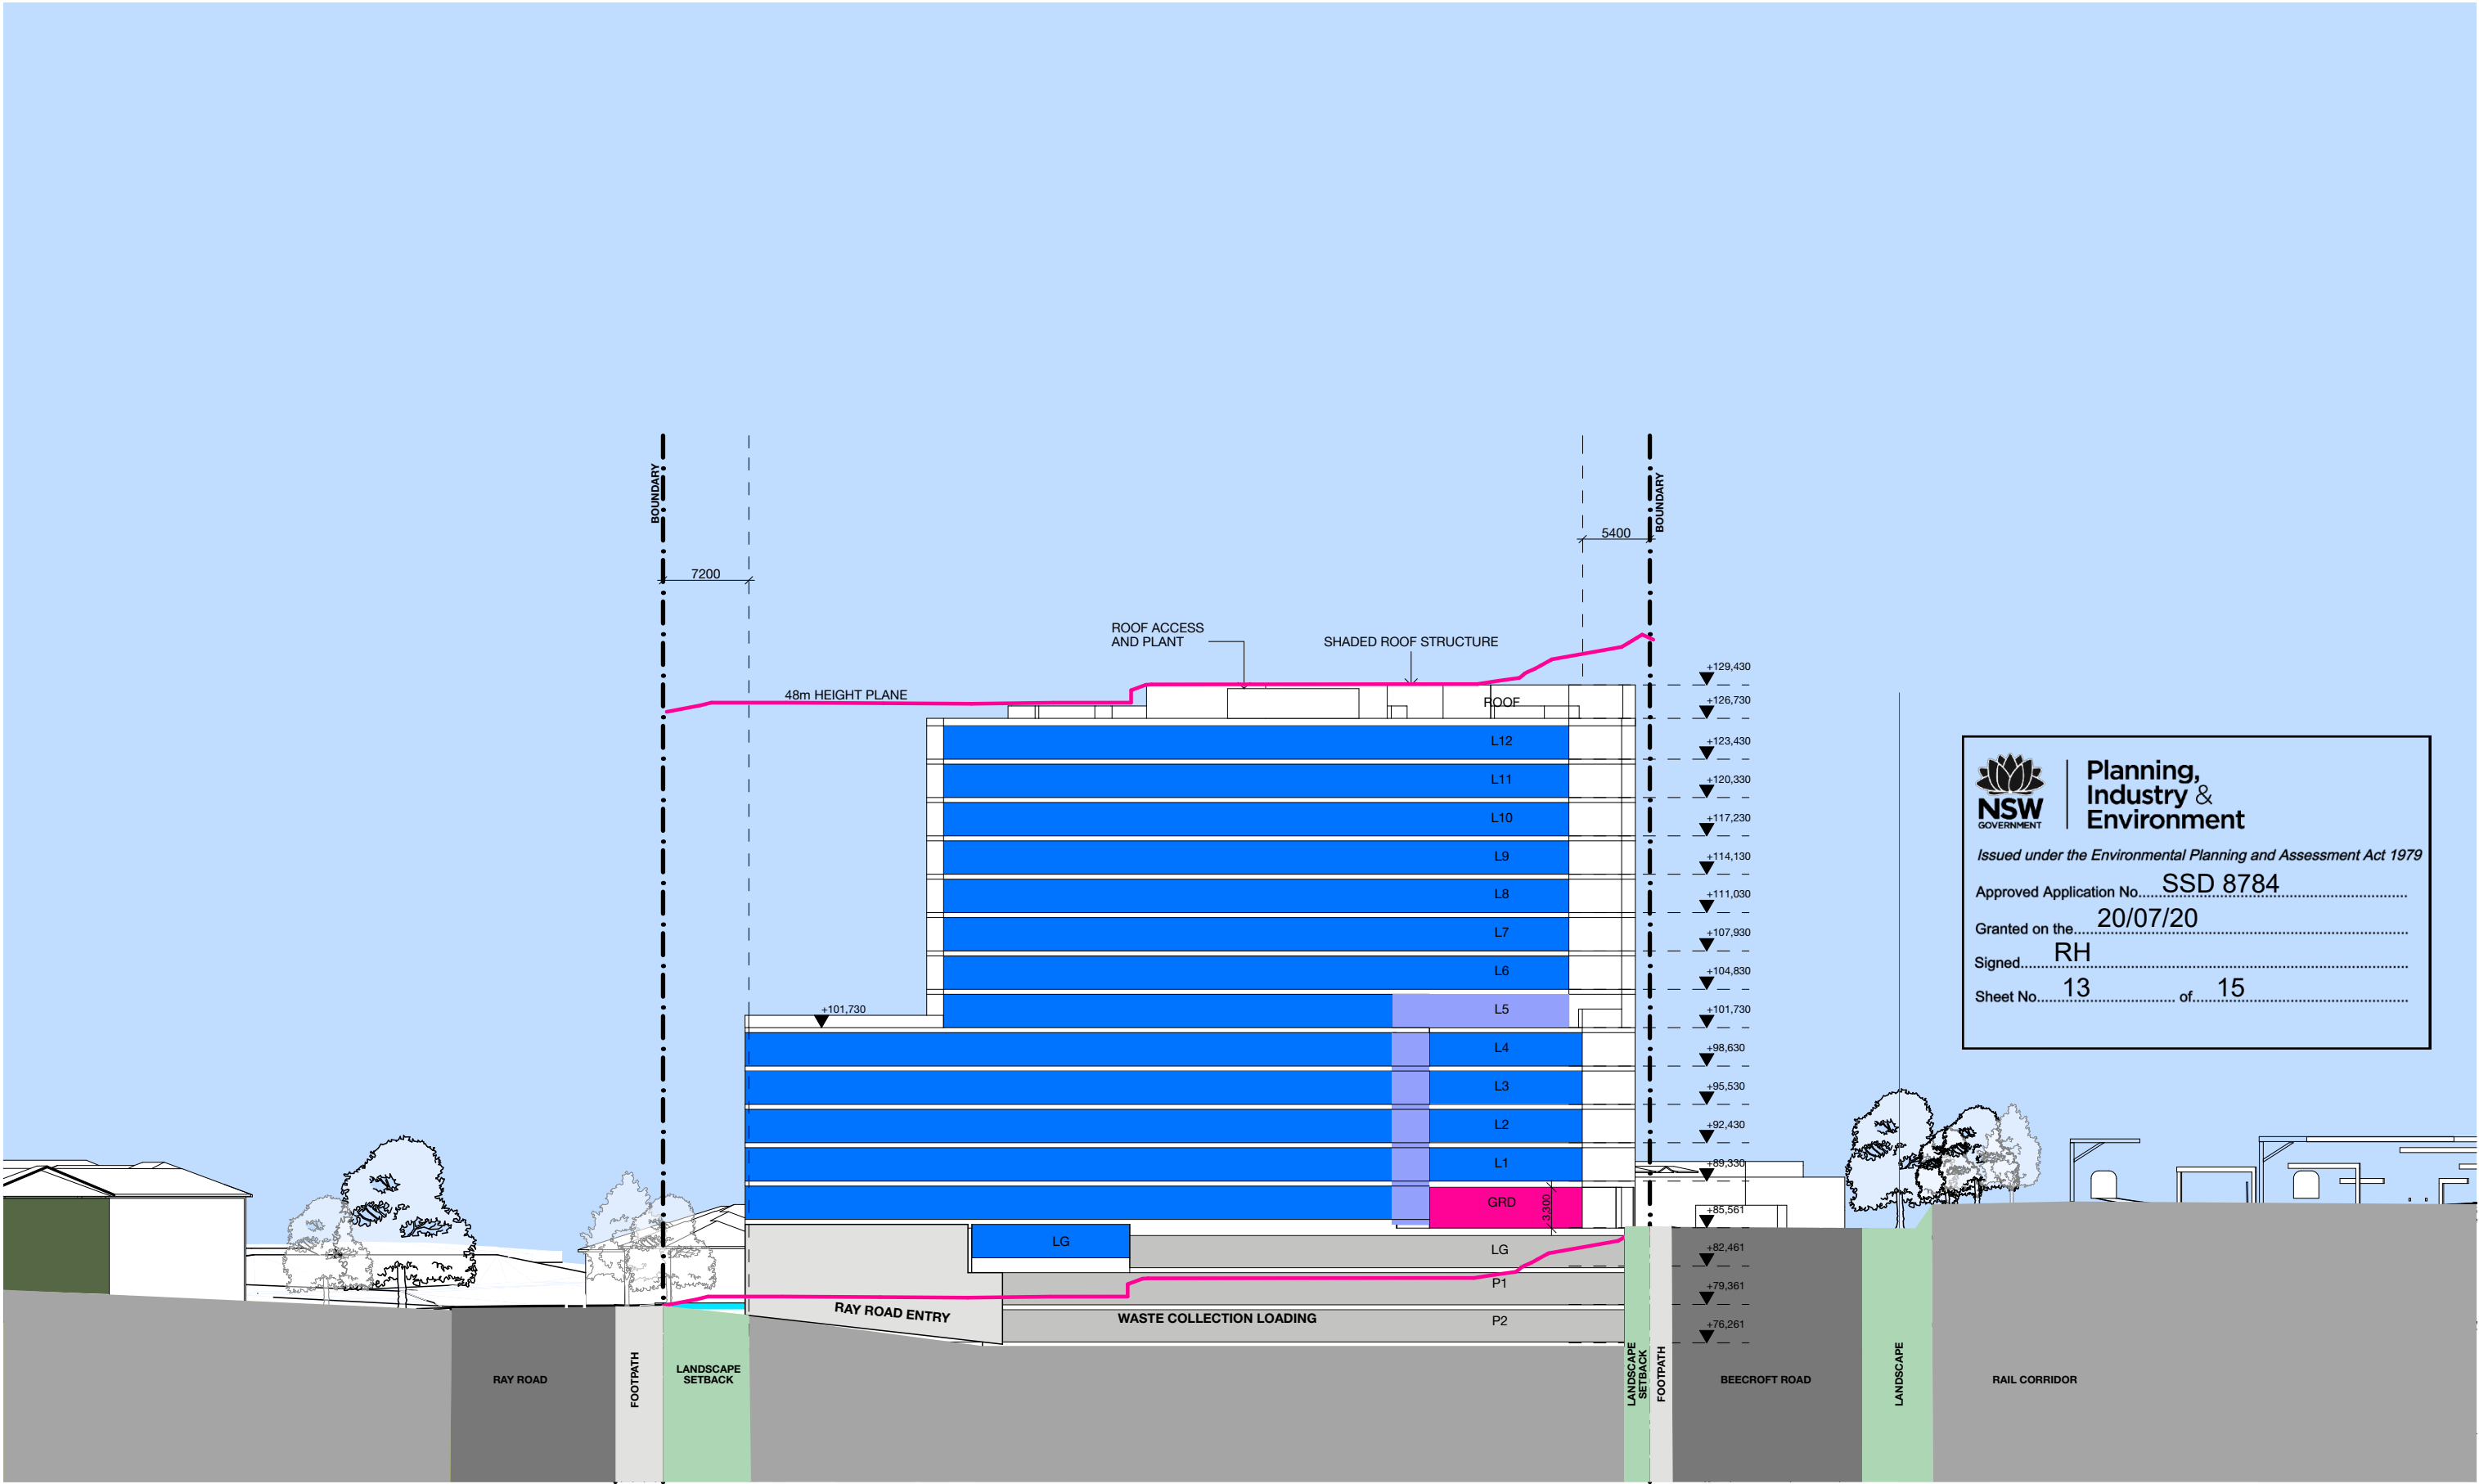 BOUNDARY
BOUNDARY
5400
7200
ROOF ACCESS
AND PLANT
SHADED ROOF STRUCTURE
48m HEIGHT PLANE
+129,430
ROOF
+126,730
L12
+123,430
L11
+120,330
L10
+117,230
L9
+114,130
L8
+111,030
L7
+107,930
L6
+104,830
+101,730
L5
+101,730
L4
+98,630
L3
+95,530
L2
+92,430
L1
+89,330
GRD
3,300
+85,561
LG
LG
+82,461
P1
+79,361
RAY ROAD ENTRY
WASTE COLLECTION LOADING
P2
+76,261
RAY ROAD
FOOTPATH
LANDSCAPE
SETBACK
LANDSCAPE
SETBACK
FOOTPATH
BEECROFT ROAD
LANDSCAPE
RAIL CORRIDOR
NSW
GOVERNMENT
Planning,
Industry &
Environment
Issued under the Environmental Planning and Assessment Act 1979
Approved Application No. SSD 8784
Granted on the 20/07/20
Signed RH
Sheet No. 13 of 15